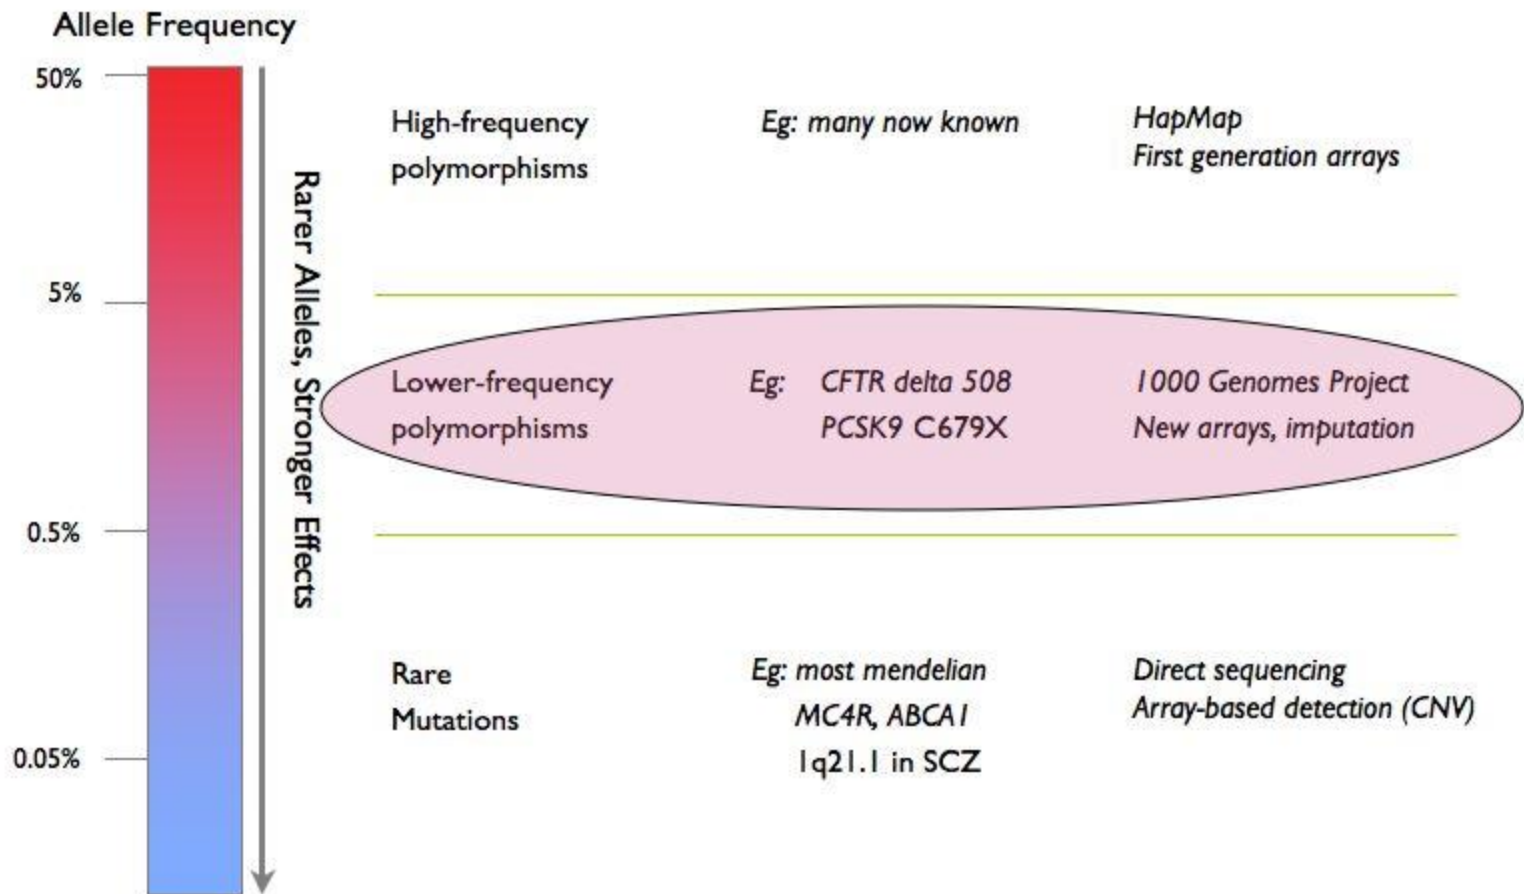 Allele Frequency
50%
5%
0.5%
0.05%
Rarer Alleles, Stronger Effects
High-frequency
polymorphisms
Eg: many now known
HapMap
First generation arrays
Lower-frequency
polymorphisms
Eg: CFTR delta 508
PCSK9 C679X
1000 Genomes Project
New arrays, imputation
Rare
Mutations
Eg: most mendelian
MC4R, ABCA1
1q21.1 in SCZ
Direct sequencing
Array-based detection (CNV)